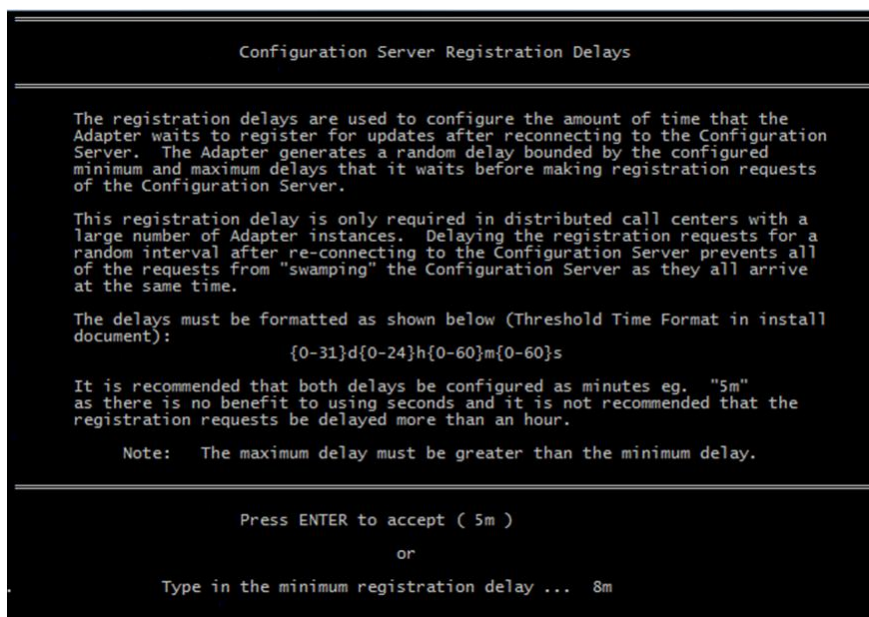 Configuration Server Registration Delays
The registration delays are used to configure the amount of time that the
Adapter waits to register for updates after reconnecting to the Configuration
Server.  The Adapter generates a random delay bounded by the configured
minimum and maximum delays that it waits before making registration requests
of the Configuration Server.
This registration delay is only required in distributed call centers with a
large number of Adapter instances.  Delaying the registration requests for a
random interval after re-connecting to the Configuration Server prevents all
of the requests from "swamping" the Configuration Server as they all arrive
at the same time.
The delays must be formatted as shown below (Threshold Time Format in install
document):
{0-31}d{0-24}h{0-60}m{0-60}s
It is recommended that both delays be configured as minutes eg.  "5m"
as there is no benefit to using seconds and it is not recommended that the
registration requests be delayed more than an hour.
Note:   The maximum delay must be greater than the minimum delay.
Press ENTER to accept ( 5m )
or
Type in the minimum registration delay ...  8m